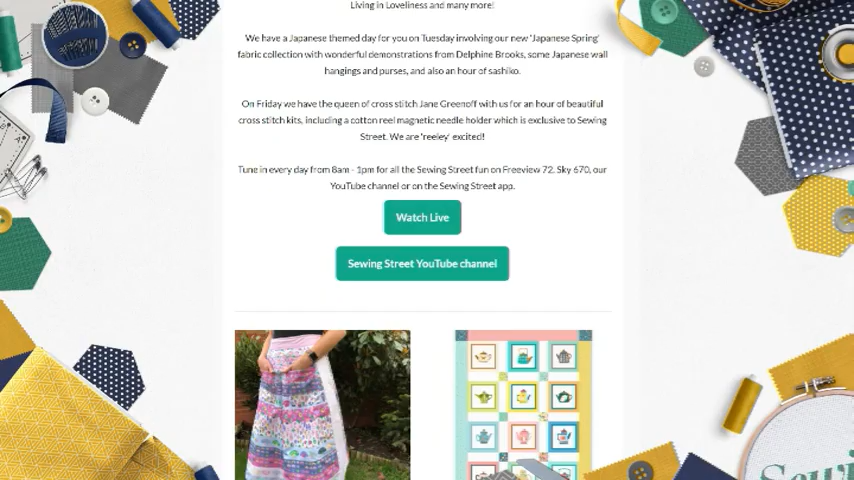 Living in Loveliness and many more!
We have a Japanese themed day for you on Tuesday involving our new 'Japanese Spring'
fabric collection with wonderful demonstrations from Delphine Brooks, some Japanese wall
hangings and purses, and also an hour of sashiko.
On Friday we have the queen of cross stitch Jane Greenoff with us for an hour of beautiful
cross stitch kits, including a cotton reel magnetic needle holder which is exclusive to Sewing
Street. We are 'reeley' excited!
Tune in every day from 8am - 1pm for all the Sewing Street fun on Freeview 72, Sky 670, our
YouTube channel or on the Sewing Street app.
Watch Live
Sewing Street YouTube channel